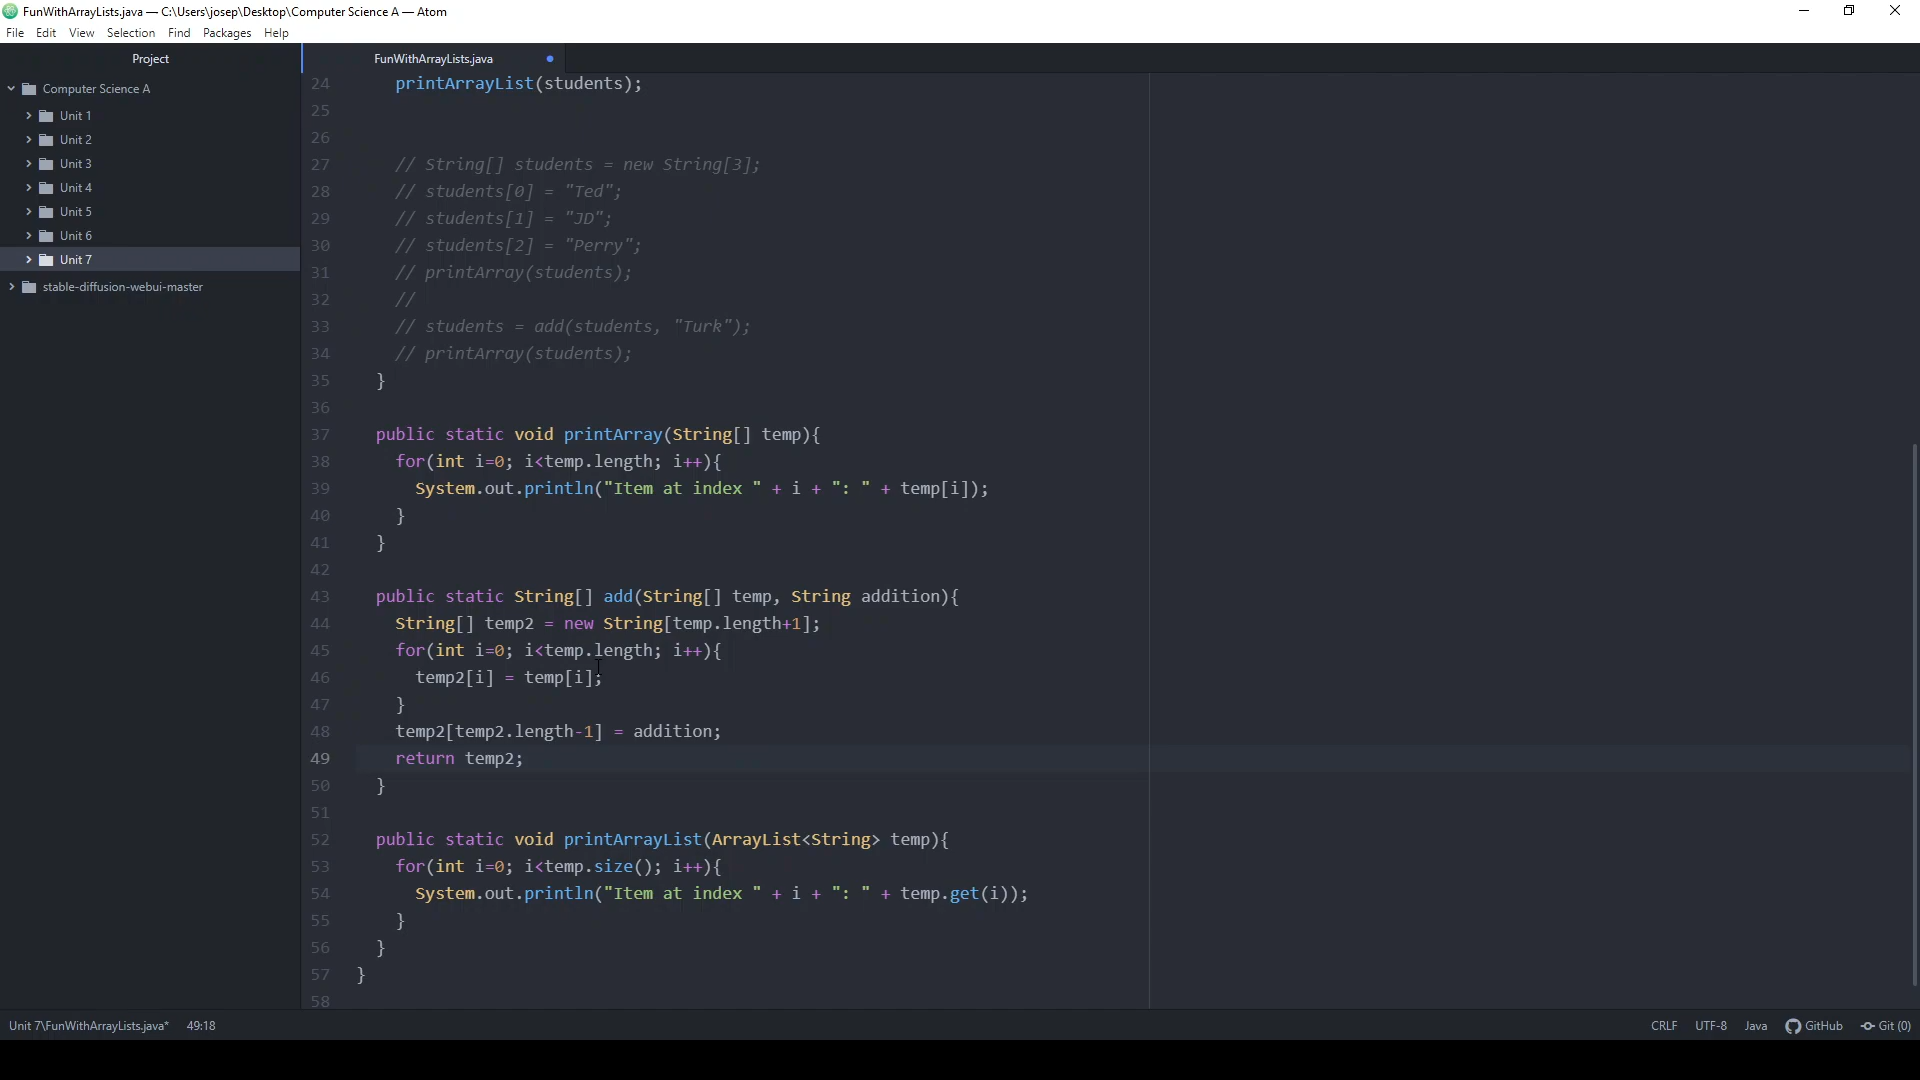 FunWithArrayLists.java — C:\Users\josep\Desktop\Computer Science A — Atom
File Edit View Selection Find Packages Help
Project
FunWithArrayLists.java
Computer Science A
Unit 1
Unit 2
Unit 3
Unit 4
Unit 5
Unit 6
Unit 7
stable-diffusion-webui-master
24 printArrayList(students);
25
26
27 // String[] students = new String[3];
28 // students[0] = "Ted";
29 // students[1] = "JD";
30 // students[2] = "Perry";
31 // printArray(students);
32 //
33 // students = add(students, "Turk");
34 // printArray(students);
35 }
36
37 public static void printArray(String[] temp){
38 for(int i=0; i<temp.length; i++){
39 System.out.println("Item at index " + i + ": " + temp[i]);
40 }
41 }
42
43 public static String[] add(String[] temp, String addition){
44 String[] temp2 = new String[temp.length+1];
45 for(int i=0; i<temp.length; i++){
46 temp2[i] = temp[i];
47 }
48 temp2[temp2.length-1] = addition;
49 return temp2;
50 }
51
52 public static void printArrayList(ArrayList<String> temp){
53 for(int i=0; i<temp.size(); i++){
54 System.out.println("Item at index " + i + ": " + temp.get(i));
55 }
56 }
57 }
58
Unit 7\FunWithArrayLists.java* 49:18 CRLF UTF-8 Java GitHub Git (0)